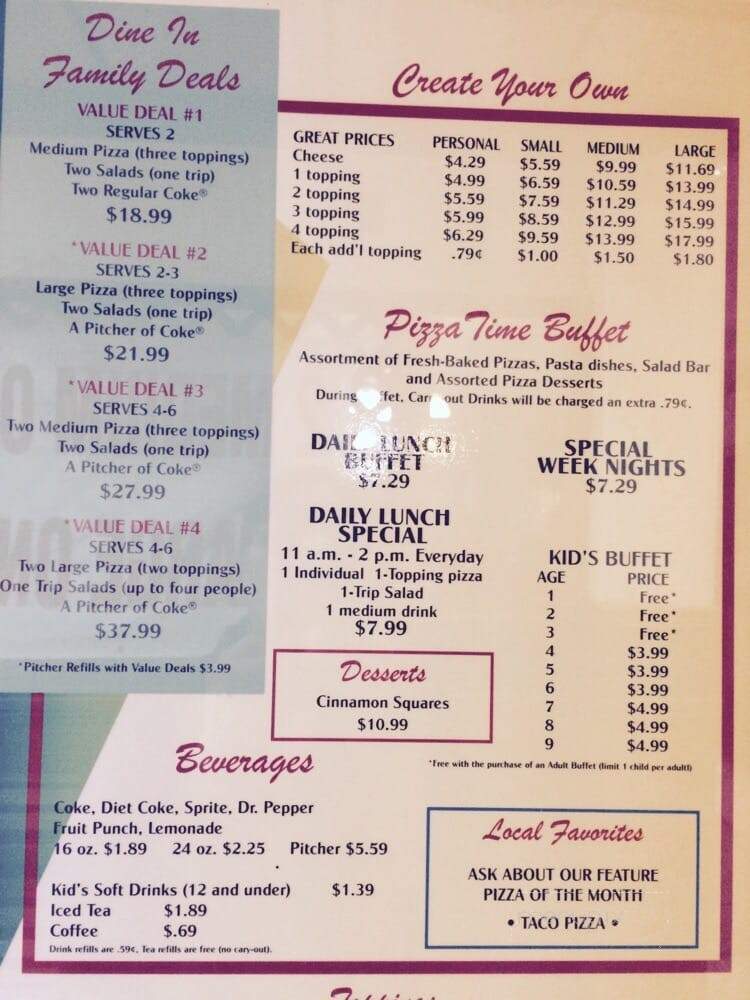 Dine In
Family Deals
VALUE DEAL #1
SERVES 2
Medium Pizza (three toppings)
Two Salads (one trip)
Two Regular Coke®
$18.99
*VALUE DEAL #2
SERVES 2-3
Large Pizza (three toppings)
Two Salads (one trip)
A Pitcher of Coke®
$21.99
*VALUE DEAL #3
SERVES 4-6
Two Medium Pizza (three toppings)
Two Salads (one trip)
A Pitcher of Coke®
$27.99
*VALUE DEAL #4
SERVES 4-6
Two Large Pizza (two toppings)
One Trip Salads (up to four people)
A Pitcher of Coke®
$37.99
*Pitcher Refills with Value Deals $3.99
Create Your Own
GREAT PRICES PERSONAL SMALL MEDIUM LARGE
Cheese $4.29 $5.59 $9.99 $11.69
1 topping $4.99 $6.59 $10.59 $13.99
2 topping $5.59 $7.59 $11.29 $14.99
3 topping $5.99 $8.59 $12.99 $15.99
4 topping $6.29 $9.59 $13.99 $17.99
Each add'l topping .79¢ $1.00 $1.50 $1.80
Pizza Time Buffet
Assortment of Fresh-Baked Pizzas, Pasta dishes, Salad Bar
and Assorted Pizza Desserts
During Out Drinks will be charged an extra .79¢.
DAILY LUNCH
BUFFET
$7.29
SPECIAL
WEEK NIGHTS
$7.29
DAILY LUNCH
SPECIAL
11 a.m. - 2 p.m. Everyday
1 Individual 1-Topping pizza
1-Trip Salad
1 medium drink
$7.99
KID'S BUFFET
AGE PRICE
1 Free*
2 Free*
3 Free*
4 $3.99
5 $3.99
6 $3.99
7 $4.99
8 $4.99
9 $4.99
*Free with the purchase of an Adult Buffet (limit 1 child per adult)
Desserts
Cinnamon Squares
$10.99
Beverages
Coke, Diet Coke, Sprite, Dr. Pepper
Fruit Punch, Lemonade
16 oz. $1.89 24 oz. $2.25 Pitcher $5.59
Kid's Soft Drinks (12 and under) $1.39
Iced Tea $1.89
Coffee $.69
Drink refills are .59¢, Tea refills are free (no cary-out).
Local Favorites
ASK ABOUT OUR FEATURE
PIZZA OF THE MONTH
• TACO PIZZA •